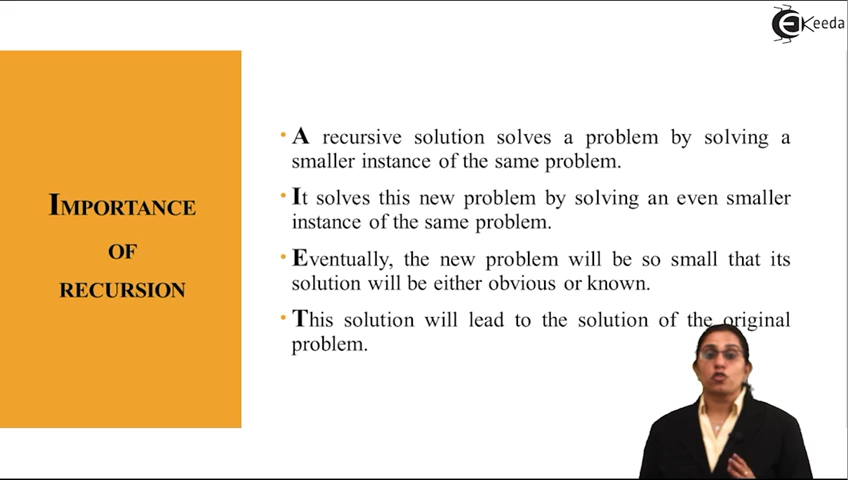 Keeda
IMPORTANCE
OF
RECURSION
• A recursive solution solves a problem by solving a
smaller instance of the same problem.
• It solves this new problem by solving an even smaller
instance of the same problem.
• Eventually, the new problem will be so small that its
solution will be either obvious or known.
• This solution will lead to the solution of the original
problem.